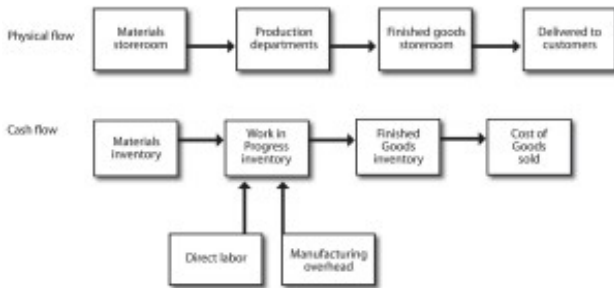 Physical flow
Materials
storeroom
Production
departments
Finished goods
storeroom
Delivered to
customers
Cash flow
Materials
inventory
Work in
Progress
inventory
Finished
Goods
inventory
Cost of
Goods
sold
Direct labor
Manufacturing
overhead